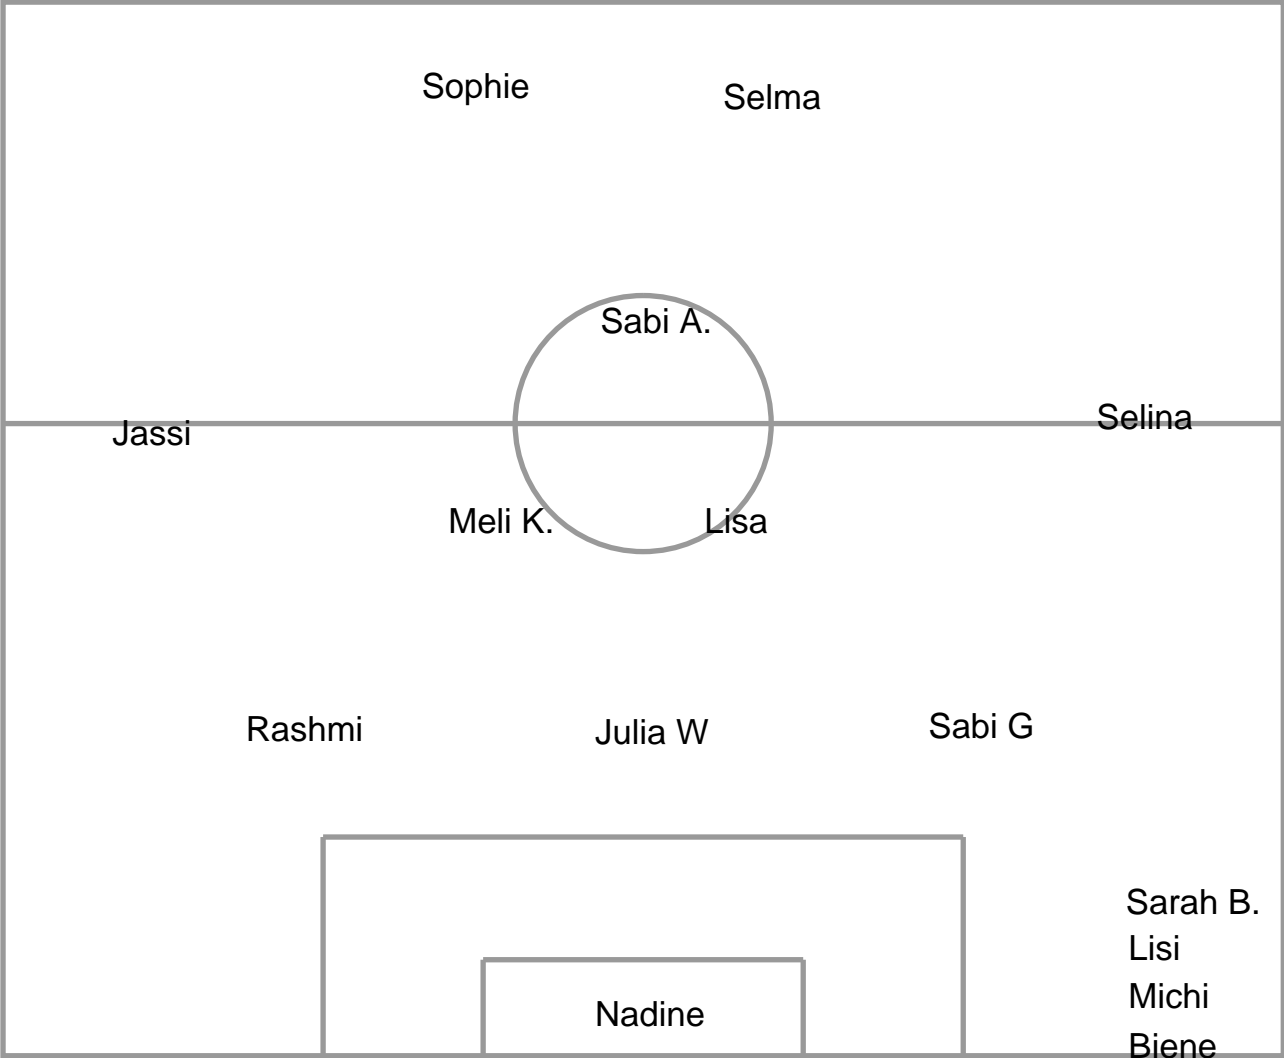 Sophie
Selma
Sabi A.
Jassi
Selina
Meli K.
Lisa
Rashmi
Julia W
Sabi G
Sarah B.
Lisi
Michi
Nadine
Biene